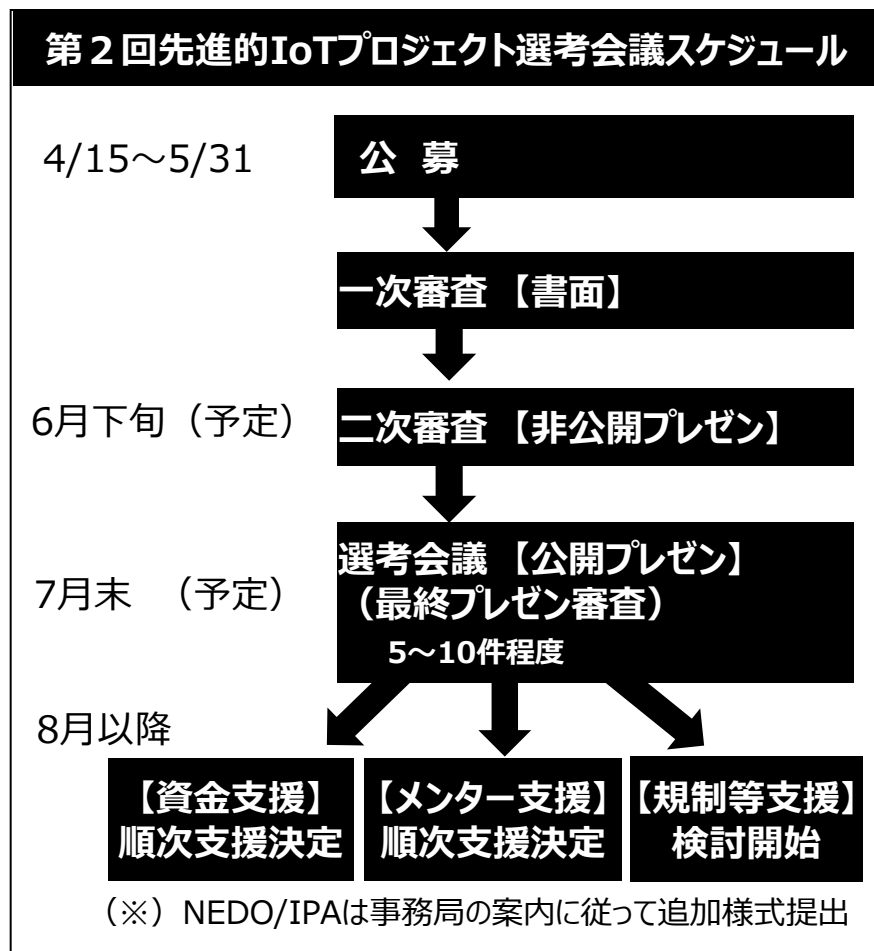 第２回先進的IoTプロジェクト選考会議スケジュール
4/15～5/31
公 募
一次審査 【書面】
6月下旬（予定）
二次審査 【非公開プレゼン】
7月末 （予定）
選考会議 【公開プレゼン】
（最終プレゼン審査）
5～10件程度
8月以降
【資金支援】
順次支援決定
【メンター支援】
順次支援決定
【規制等支援】
検討開始
（※）NEDO/IPAは事務局の案内に従って追加様式提出